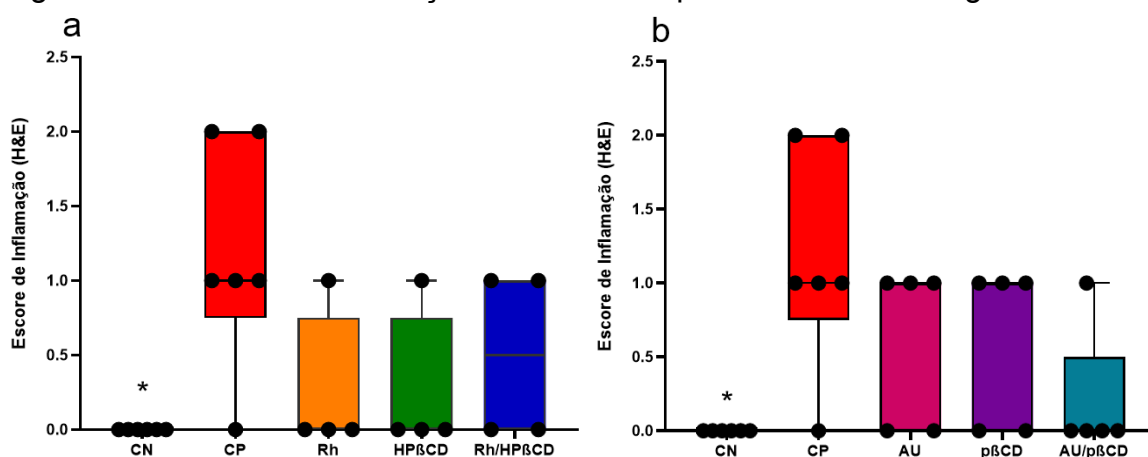 a
Escore de Inflamação (H&E)
2.5
2.0
1.5
1.0
0.5
0.0
*
CN CP Rh HPßCD Rh/HPßCD
b
Escore de Inflamação (H&E)
2.5
2.0
1.5
1.0
0.5
0.0
*
CN CP AU pßCD AU/pßCD